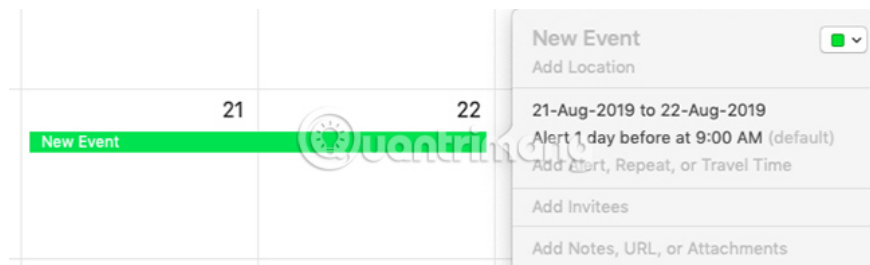 21
22
New Event
Quantrimang
New Event
Add Location
21-Aug-2019 to 22-Aug-2019
Alert 1 day before at 9:00 AM (default)
Add Alert, Repeat, or Travel Time
Add Invitees
Add Notes, URL, or Attachments